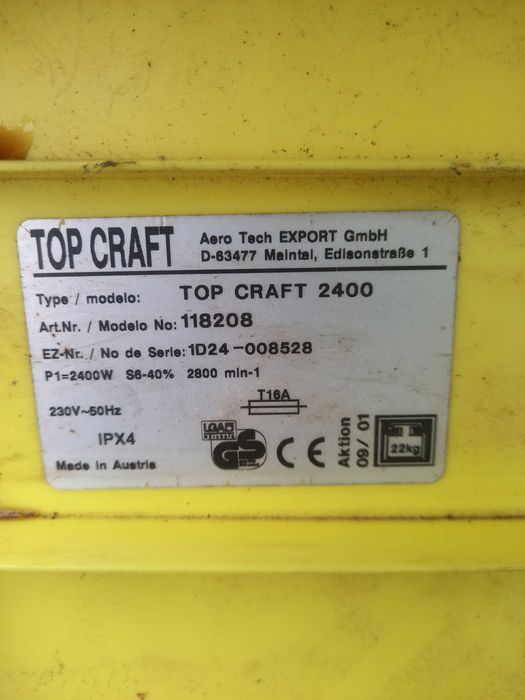 TOP CRAFT
Aero Tech EXPORT GmbH
D-63477 Maintal, Edisonstraße 1
Type / modelo: TOP CRAFT 2400
Art.Nr. / Modelo No: 118208
EZ-Nr. / No de Serie: 1D24-008528
P1=2400W S6-40% 2800 min-1
230V~50Hz
T16A
IPX4
Made in Austria
LGA
GS
CE
Aktion
09/01
22kg